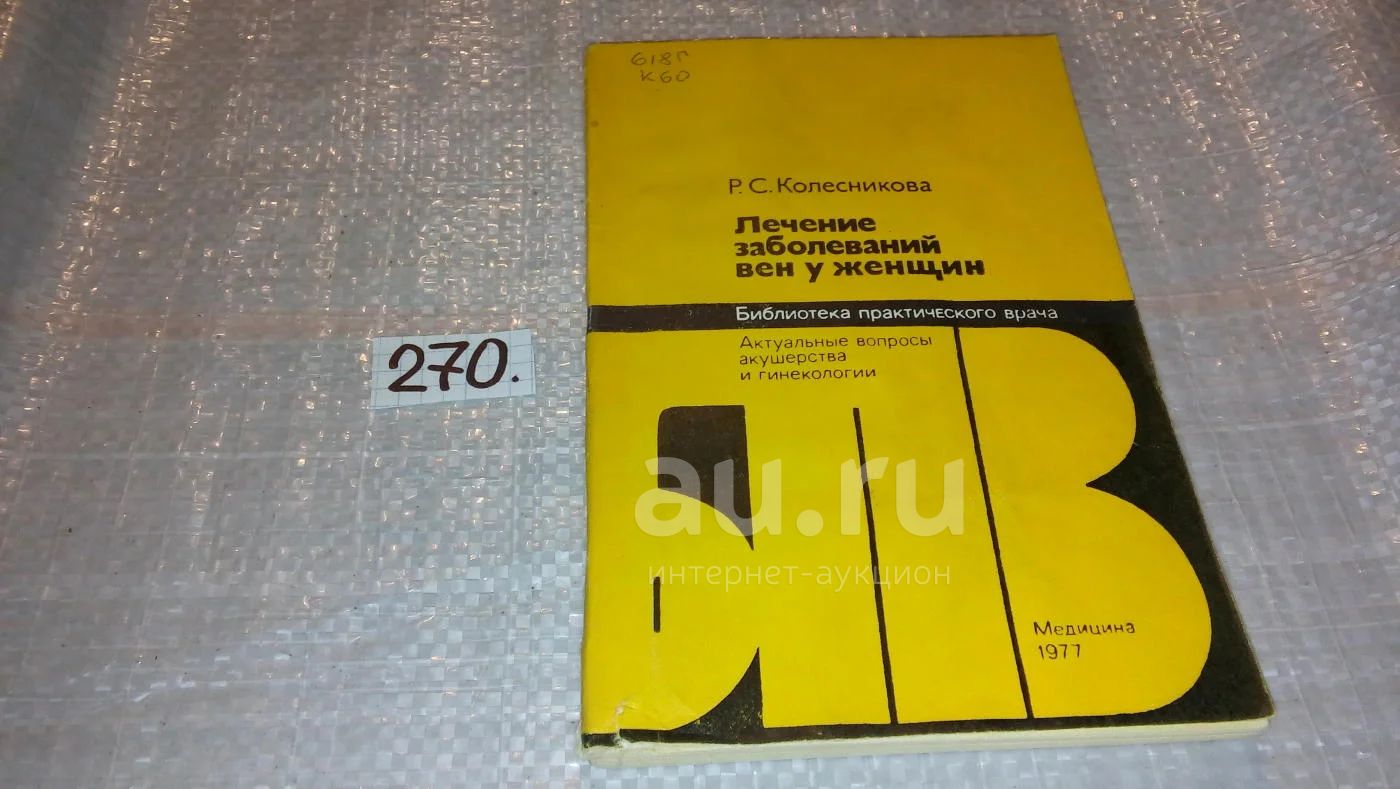 618Г
К60
Р. С. Колесникова
Лечение
заболеваний
вен у женщин
Библиотека практического врача
Актуальные вопросы
акушерства
и гинекологии
270.
au.ru
интернет-аукцион
Медицина
1977